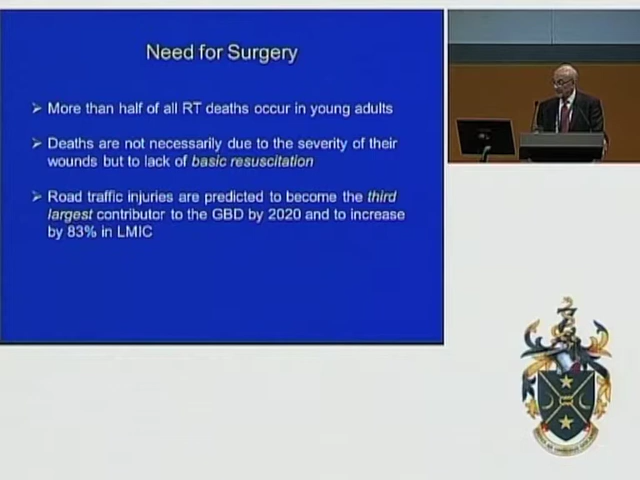 Need for Surgery
➢ More than half of all RT deaths occur in young adults
➢ Deaths are not necessarily due to the severity of their
wounds but to lack of basic resuscitation
➢ Road traffic injuries are predicted to become the third
largest contributor to the GBD by 2020 and to increase
by 83% in LMIC